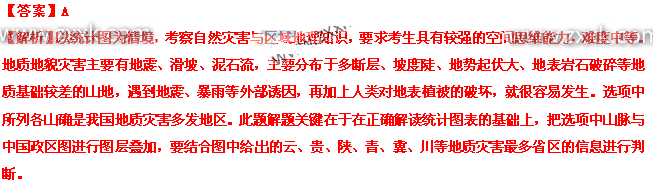 【答案】A
【解析】以统计图为情境，考察自然灾害与区域地理知识，要求考生具有较强的空间思维能力，难度中等。
地质地貌灾害主要有地震、滑坡、泥石流，主要分布于多断层、坡度陡、地势起伏大、地表岩石破碎等地
质基础较差的山地，遇到地震、暴雨等外部诱因，再加上人类对地表植被的破坏，就很容易发生。选项中
所列各山确是我国地质灾害多发地区。此题解题关键在于在正确解读统计图表的基础上，把选项中山脉与
中国政区图进行图层叠加，要结合图中给出的云、贵、陕、青、冀、川等地质灾害最多省区的信息进行判
断。